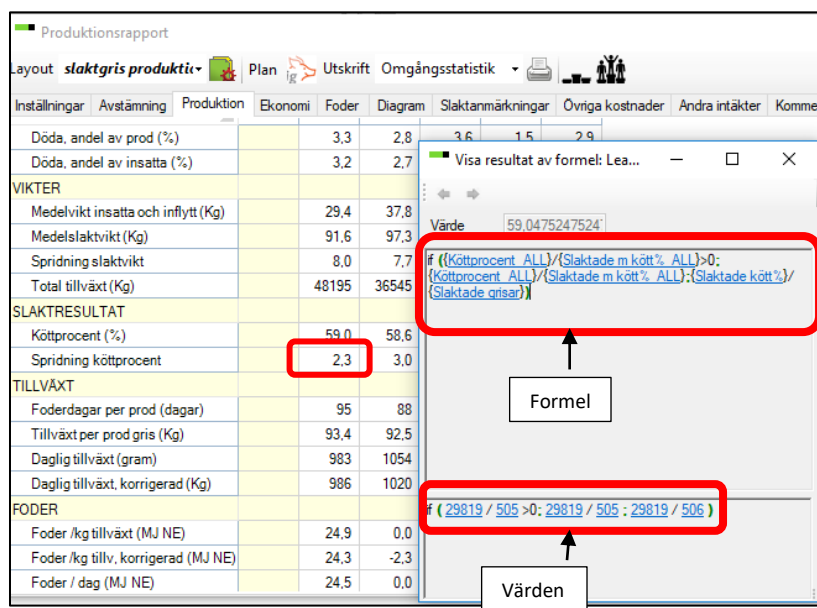 Produktionsrapport
Layout slaktgris produktic Plan Utskrift Omgångsstatistik
Inställningar Avstämning Produktion Ekonomi Foder Diagram Slaktanmärkningar Övriga kostnader Andra intäkter Komme
Döda, andel av prod (%) 3,3 2,8 3,6 1,5 2,9
Döda, andel av insatta (%) 3,2 2,7
VIKTER
Medelvikt insatta och inflytt (Kg) 29,4 37,8
Medelslaktvikt (Kg) 91,6 97,3
Spridning slaktvikt 8,0 7,7
Total tillväxt (Kg) 48195 36545
SLAKTRESULTAT
Köttprocent (%) 59,0 58,6
Spridning köttprocent 2,3 3,0
TILLVÄXT
Foderdagar per prod (dagar) 95 88
Tillväxt per prod gris (Kg) 93,4 92,5
Daglig tillväxt (gram) 983 1054
Daglig tillväxt, korrigerad (Kg) 986 1020
FODER
Foder /kg tillväxt (MJ NE) 24,9 0,0
Foder /kg tillv, korrigerad (MJ NE) 24,3 -2,3
Foder / dag (MJ NE) 24,5 0,0
Visa resultat av formel: Lea...
Värde 59,0475247524
if ({Köttprocent_ALL}/{Slaktade m kött%_ALL}>0;
{Köttprocent_ALL}/{Slaktade m kött%_ALL};{Slaktade kött%}/
{Slaktade grisar})
Formel
if ( 29819 / 505 >0; 29819 / 505 ; 29819 / 506 )
Värden